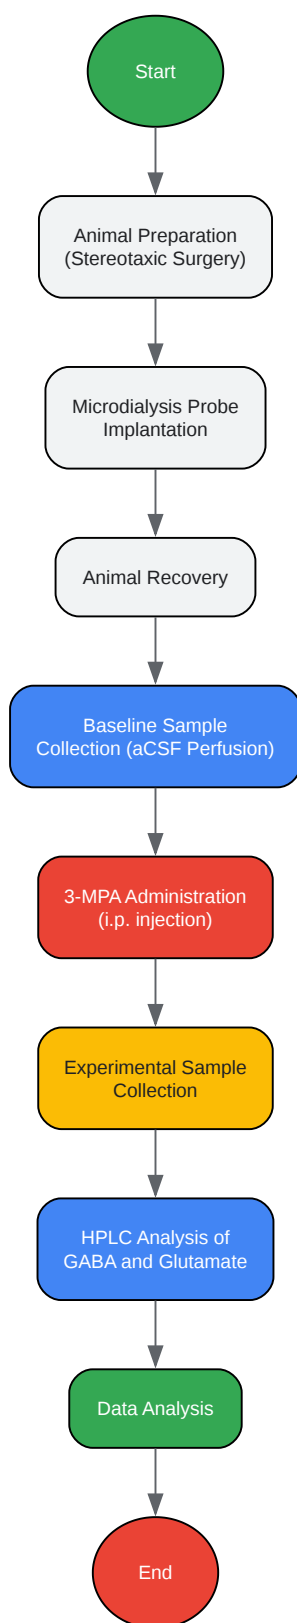 Start
Animal Preparation
(Stereotaxic Surgery)
Microdialysis Probe
Implantation
Animal Recovery
Baseline Sample
Collection (aCSF Perfusion)
3-MPA Administration
(i.p. injection)
Experimental Sample
Collection
HPLC Analysis of
GABA and Glutamate
Data Analysis
End